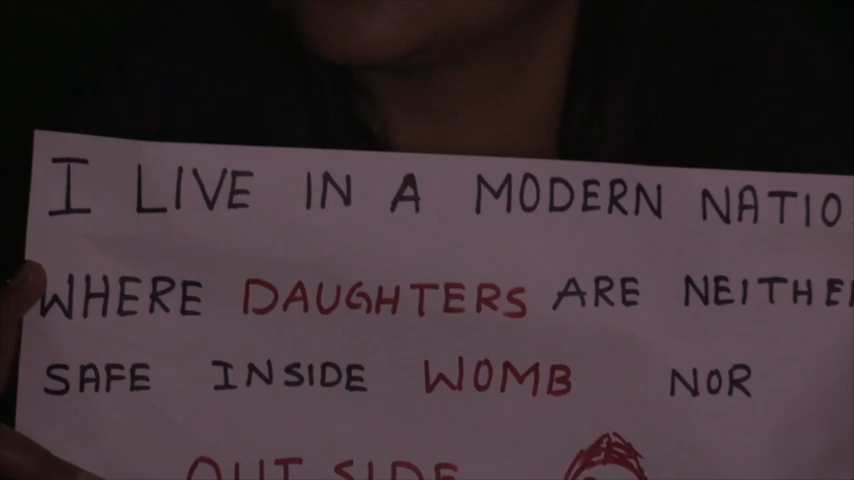 I LIVE IN A MODERN NATIO
WHERE DAUGHTERS ARE NEITHE
SAFE INSIDE WOMB NOR
OUT SIDE